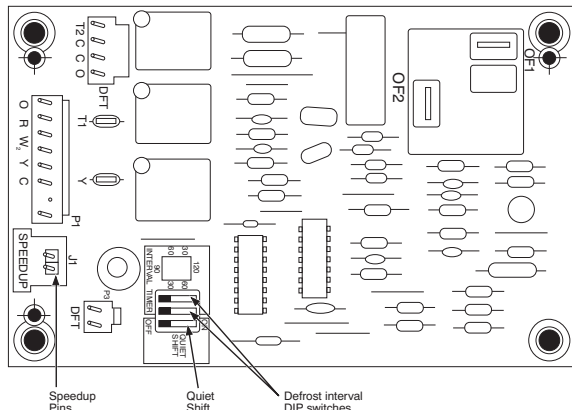 T2 C C O
DFT
OF1
OF2
O R W2 Y C
T1
Y
P1
SPEEDUP
J1
DFT
P3
INTERVAL TIMER OFF
30
60
90
120
30
60
ON
QUIET
SHIFT
Speedup
Pins
Quiet
Shift
Defrost interval
DIP switches